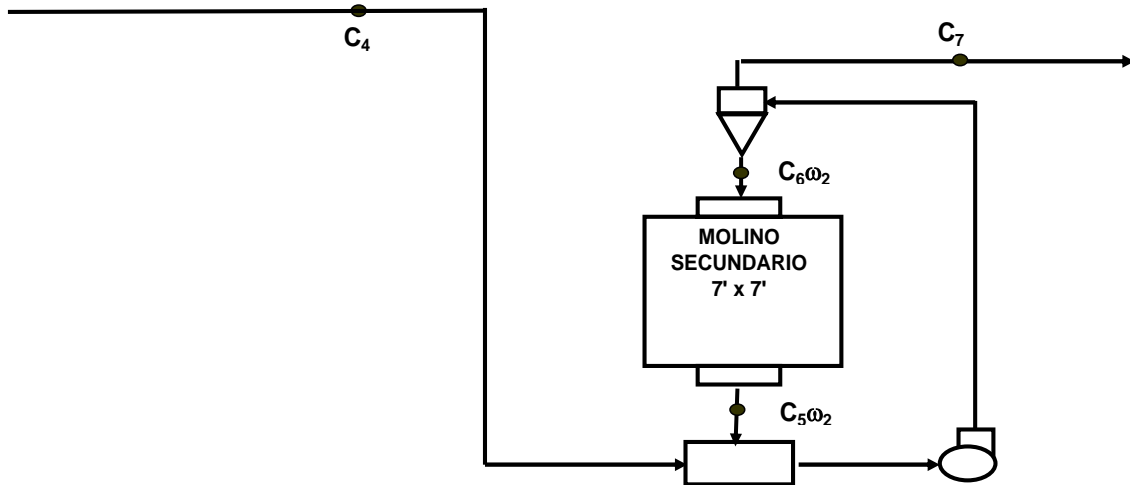 C₄
C₇
C₆ω₂
MOLINO
SECUNDARIO
7' x 7'
C₅ω₂